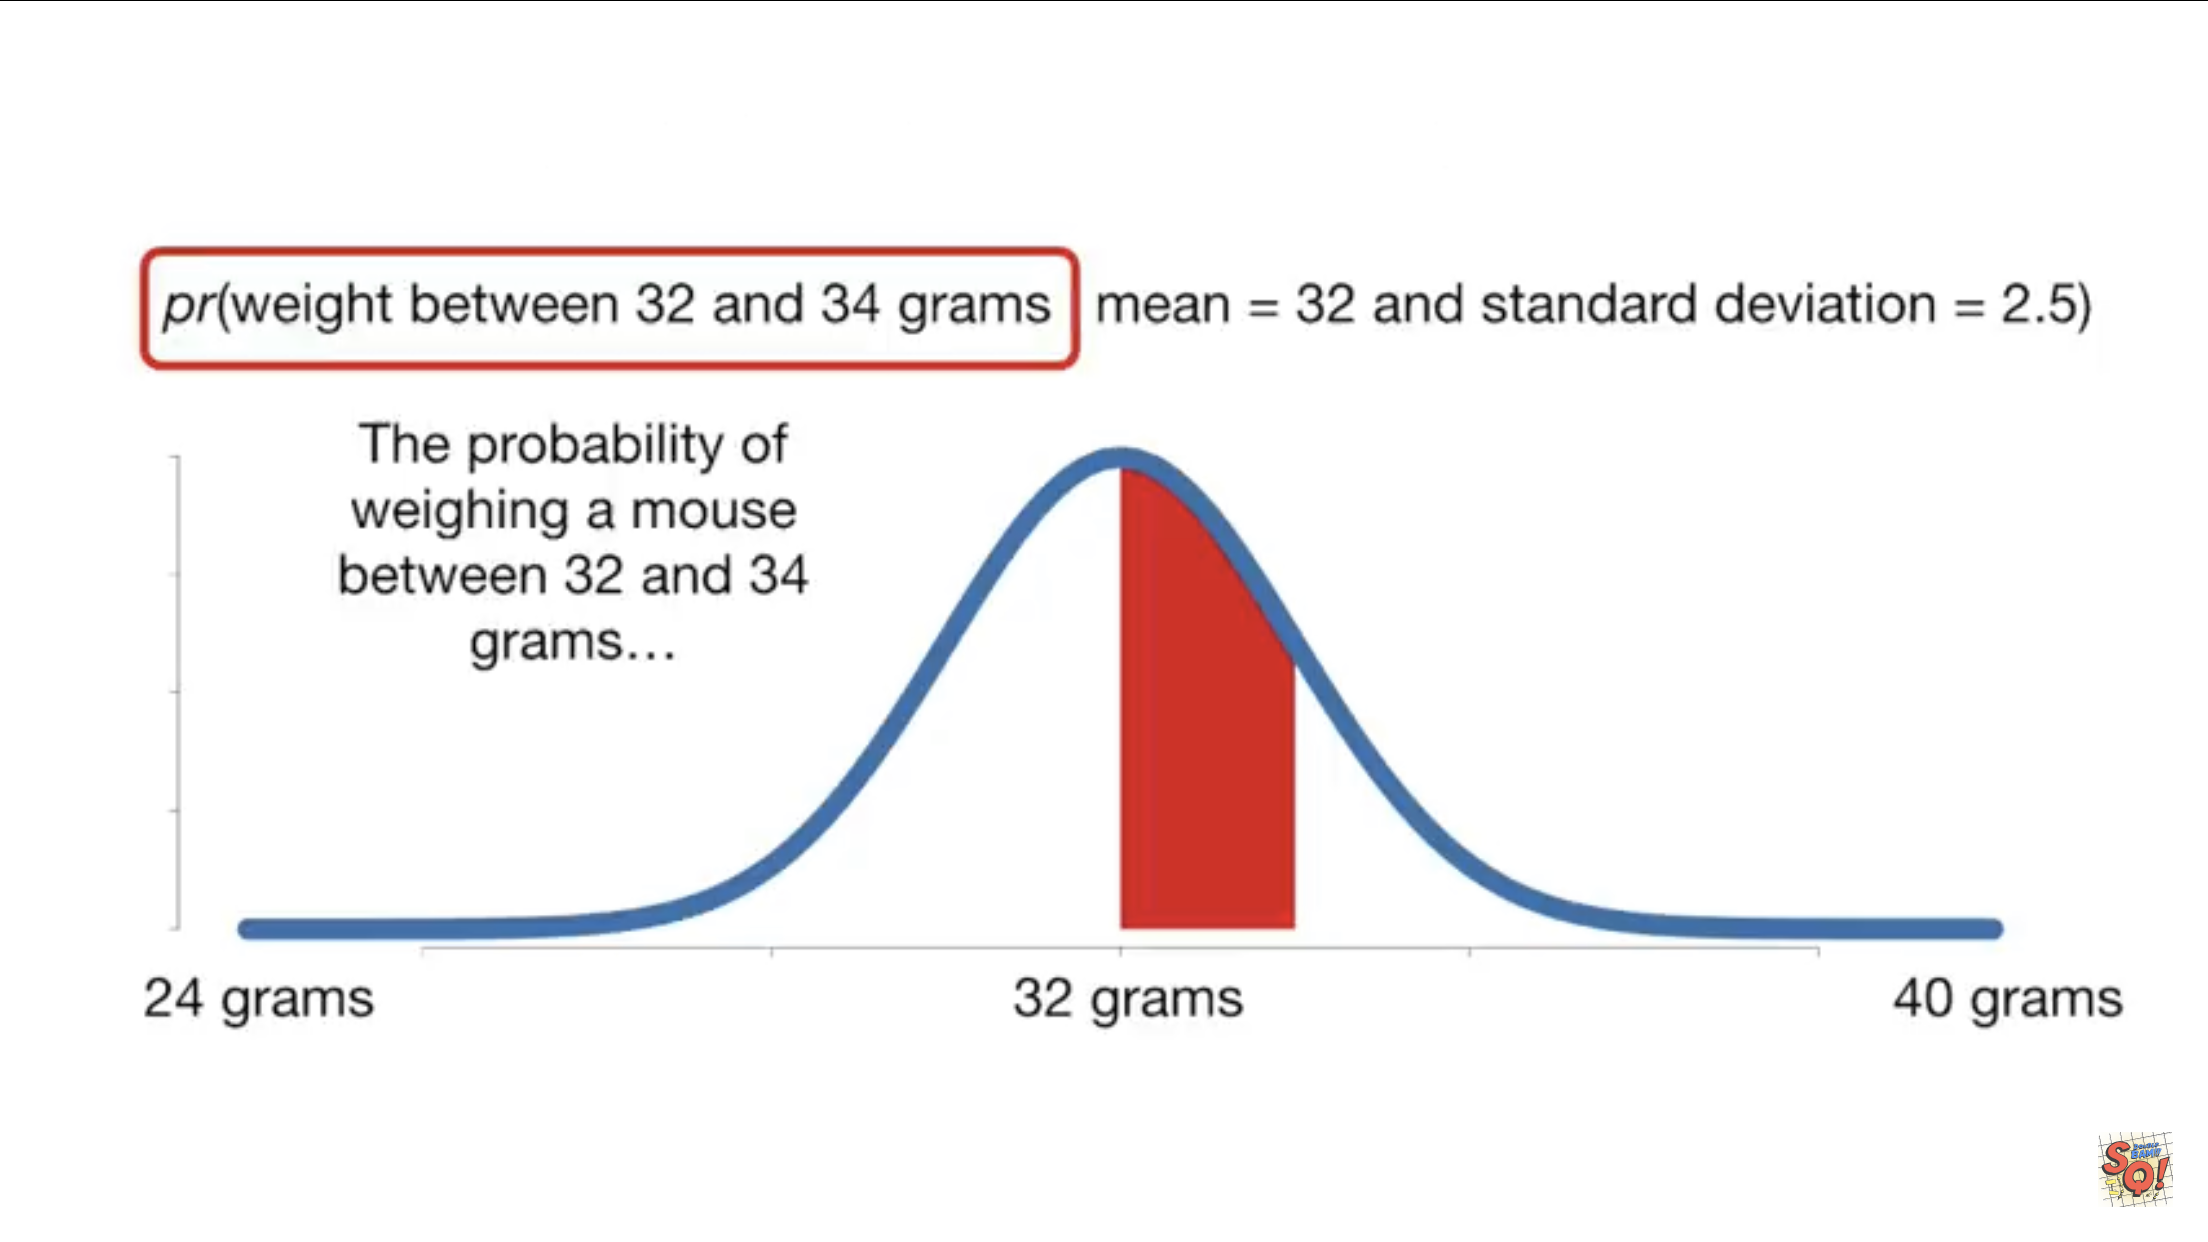 pr(weight between 32 and 34 grams mean = 32 and standard deviation = 2.5)
The probability of
weighing a mouse
between 32 and 34
grams…
24 grams
32 grams
40 grams
SQ!